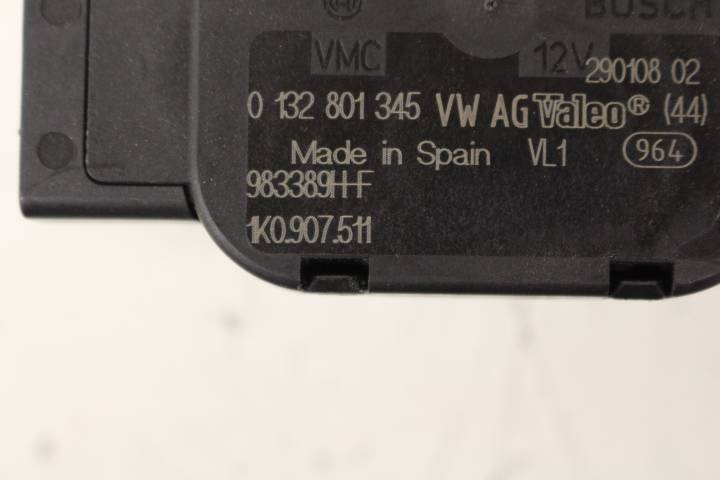 BOSCH
VMC 12V
290108 02
0 132 801 345 VW AG Valeo® (44)
Made in Spain VL1 964
983389H-F
1K0.907.511